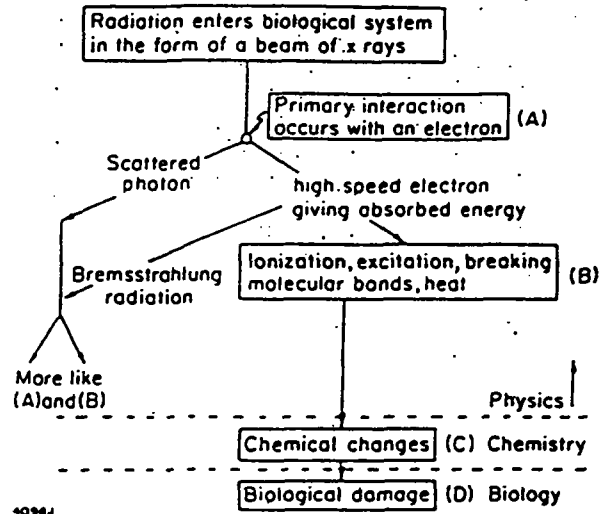 Radiation enters biological system
in the form of a beam of x rays
Primary interaction
occurs with an electron
(A)
Scattered
photon
high speed electron
giving absorbed energy
Bremsstrahlung
radiation
Ionization, excitation, breaking
molecular bonds, heat
(B)
More like
(A) and (B)
Physics
Chemical changes (C) Chemistry
Biological damage (D) Biology